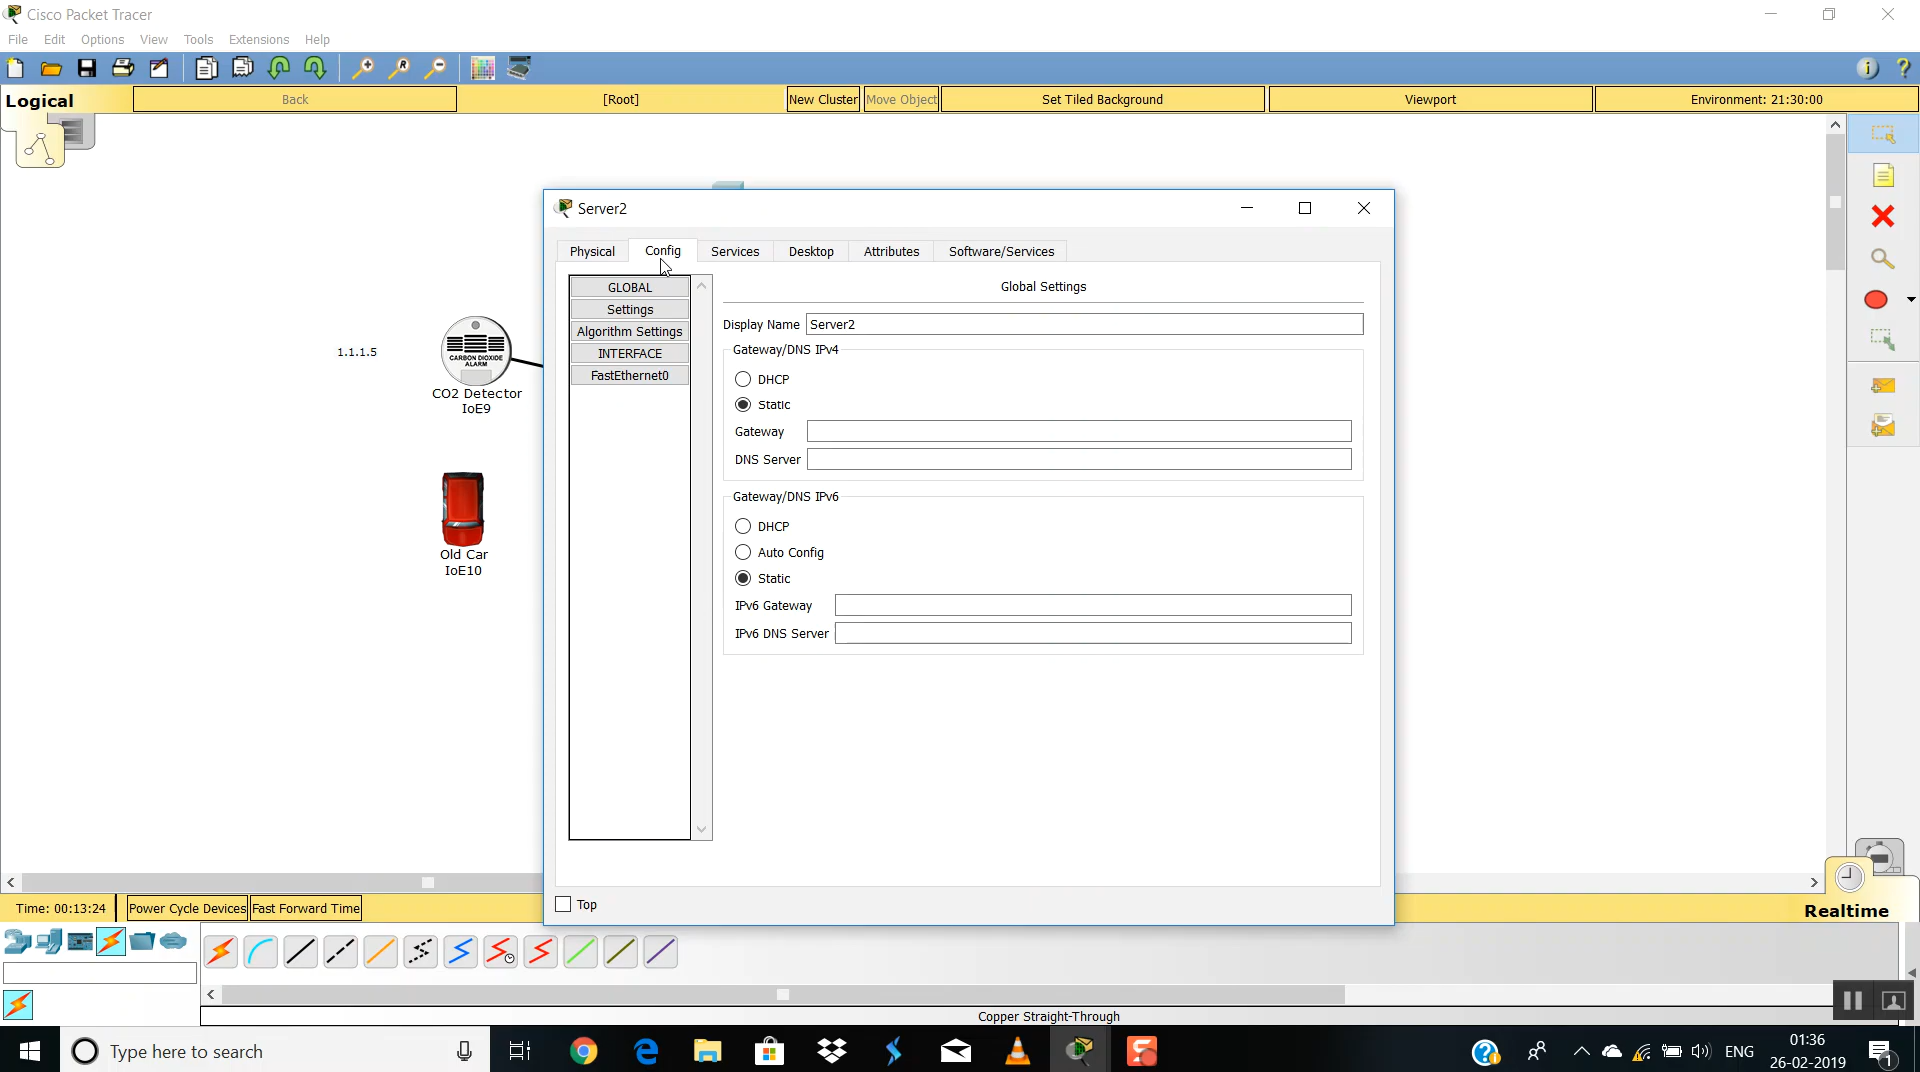 Cisco Packet Tracer
File Edit Options View Tools Extensions Help
Logical Back [Root] New Cluster Move Object Set Tiled Background Viewport Environment: 21:30:00
Server2
Physical Config Services Desktop Attributes Software/Services
GLOBAL
Settings
Algorithm Settings
INTERFACE
FastEthernet0
Global Settings
Display Name Server2
Gateway/DNS IPv4
DHCP
Static
Gateway
DNS Server
Gateway/DNS IPv6
DHCP
Auto Config
Static
IPv6 Gateway
IPv6 DNS Server
Top
1.1.1.5
CARBON DIOXIDE
ALARM
CO2 Detector
IoE9
Old Car
IoE10
Time: 00:13:24 Power Cycle Devices Fast Forward Time
Realtime
Copper Straight-Through
Type here to search
ENG
01:36
26-02-2019
1